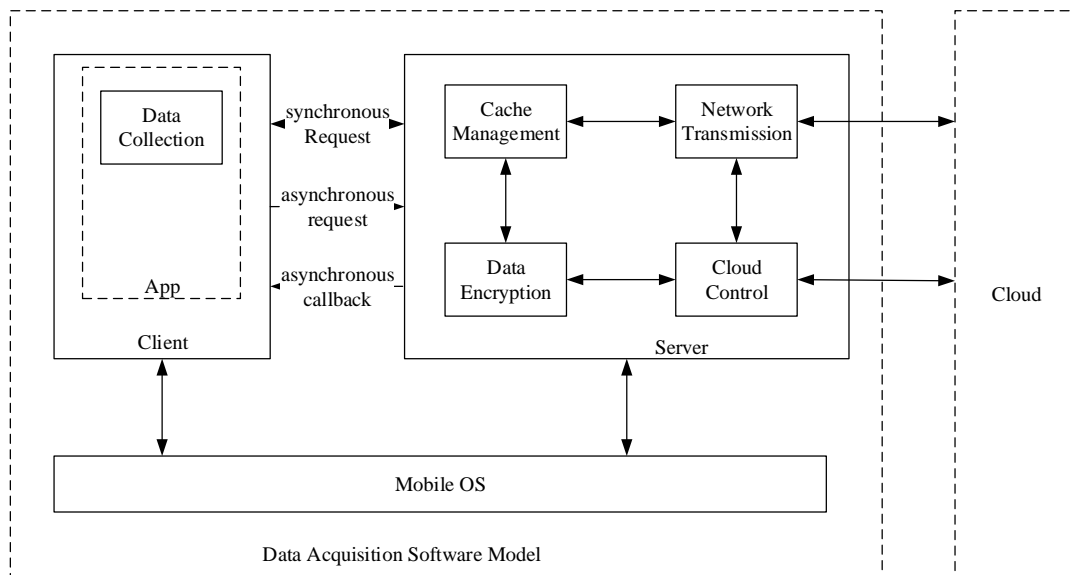 Data
Collection
App
Client
synchronous
Request
asynchronous
request
asynchronous
callback
Cache
Management
Network
Transmission
Data
Encryption
Cloud
Control
Server
Cloud
Mobile OS
Data Acquisition Software Model